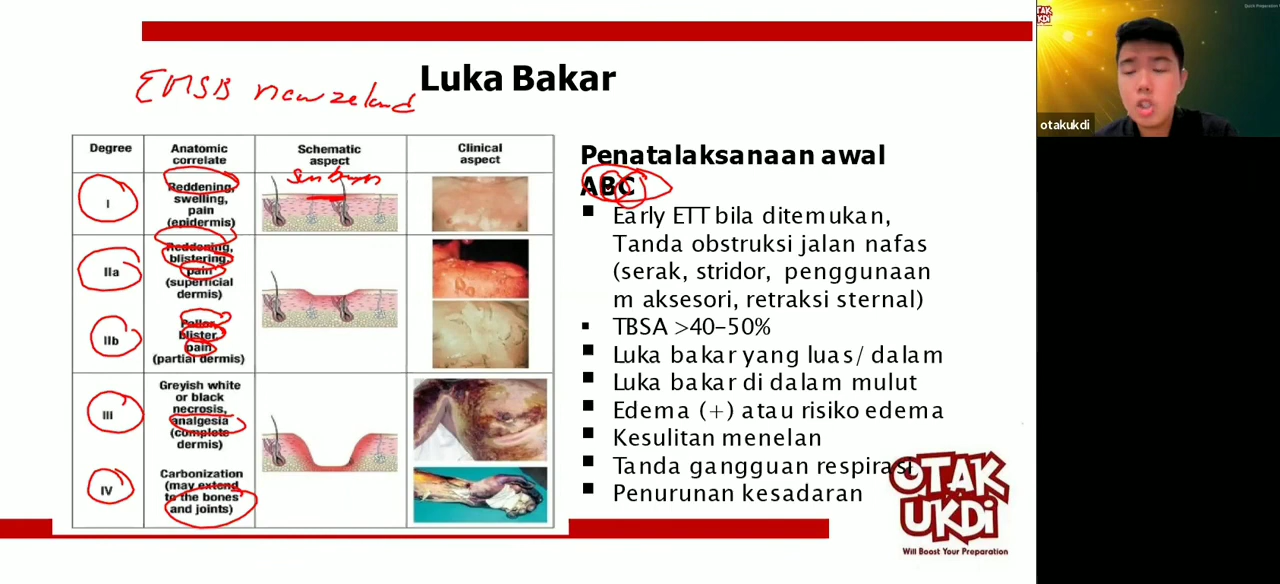 EMSB newzeland
Luka Bakar
Degree
Anatomic
correlate
Schematic
aspect
Clinical
aspect
I
Reddening,
swelling,
pain
(epidermis)
IIa
Reddening,
blistering,
pain
(superficial
dermis)
IIb
Pallor,
blister,
pain
(partial dermis)
III
Greyish white
or black
necrosis,
analgesia
(complete
dermis)
IV
Carbonization
(may extend
to the bones
and joints)
Penatalaksanaan awal
ABC
▪ Early ETT bila ditemukan,
Tanda obstruksi jalan nafas
(serak, stridor, penggunaan
m aksesori, retraksi sternal)
▪ TBSA >40–50%
▪ Luka bakar yang luas/ dalam
▪ Luka bakar di dalam mulut
▪ Edema (+) atau risiko edema
▪ Kesulitan menelan
▪ Tanda gangguan respirasi
▪ Penurunan kesadaran
OTAK
UKDI
Will Boost Your Preparation
OTAK
UKDI
otakukdi